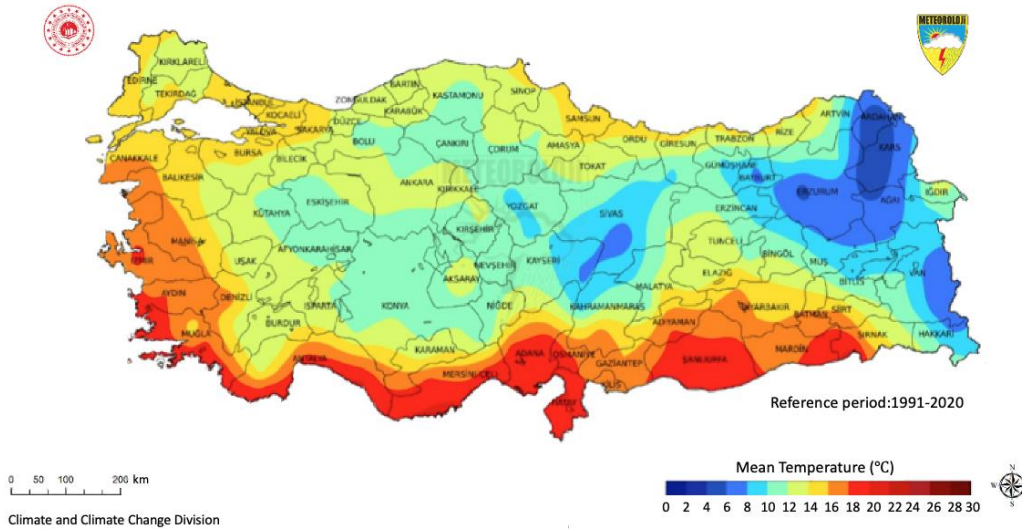 METEOROLOJİ
KIRKLARELİ
EDİRNE
TEKİRDAĞ
İSTANBUL
KOCAELİ
YALOVA
SAKARYA
ZONGULDAK
BARTIN
KARABÜK
DÜZCE
KASTAMONU
SİNOP
SAMSUN
ORDU
GİRESUN
TRABZON
RİZE
ARTVİN
ARDAHAN
KARS
ÇANAKKALE
BALIKESİR
BURSA
BİLECİK
BOLU
ÇANKIRI
ÇORUM
AMASYA
TOKAT
GÜMÜŞHANE
BAYBURT
ERZURUM
AĞRI
IĞDIR
METEOROLOJİ
KÜTAHYA
ESKİŞEHİR
ANKARA
KIRIKKALE
YOZGAT
SİVAS
ERZİNCAN
KIRŞEHİR
MANİSA
İZMİR
UŞAK
AFYONKARAHİSAR
AKSARAY
NEVŞEHİR
KAYSERİ
TUNCELİ
BİNGÖL
MUŞ
BİTLİS
VAN
ELAZIĞ
MALATYA
AYDIN
DENİZLİ
ISPARTA
KONYA
NİĞDE
KAHRAMANMARAS
ADIYAMAN
DİYARBAKIR
BATMAN
SİİRT
ŞIRNAK
HAKKARİ
MUĞLA
BURDUR
ANTALYA
KARAMAN
MERSİN(İÇEL)
ADANA
OSMANİYE
GAZİANTEP
KİLİS
ŞANLIURFA
MARDİN
HATAY
Reference period:1991-2020
Mean Temperature (°C)
0 2 4 6 8 10 12 14 16 18 20 22 24 26 28 30
0 50 100 200 km
N
W
E
S
Climate and Climate Change Division